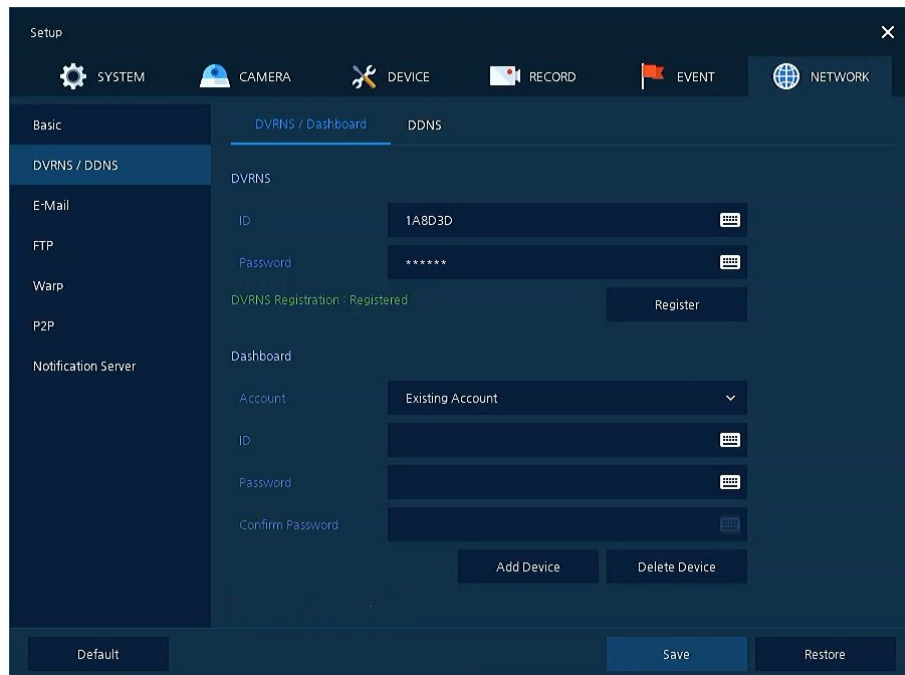 Setup
SYSTEM CAMERA DEVICE RECORD EVENT NETWORK
Basic
DVRNS / DDNS
E-Mail
FTP
Warp
P2P
Notification Server
DVRNS / Dashboard DDNS
DVRNS
ID 1A8D3D
Password ******
DVRNS Registration : Registered Register
Dashboard
Account Existing Account
ID
Password
Confirm Password
Add Device Delete Device
Default Save Restore